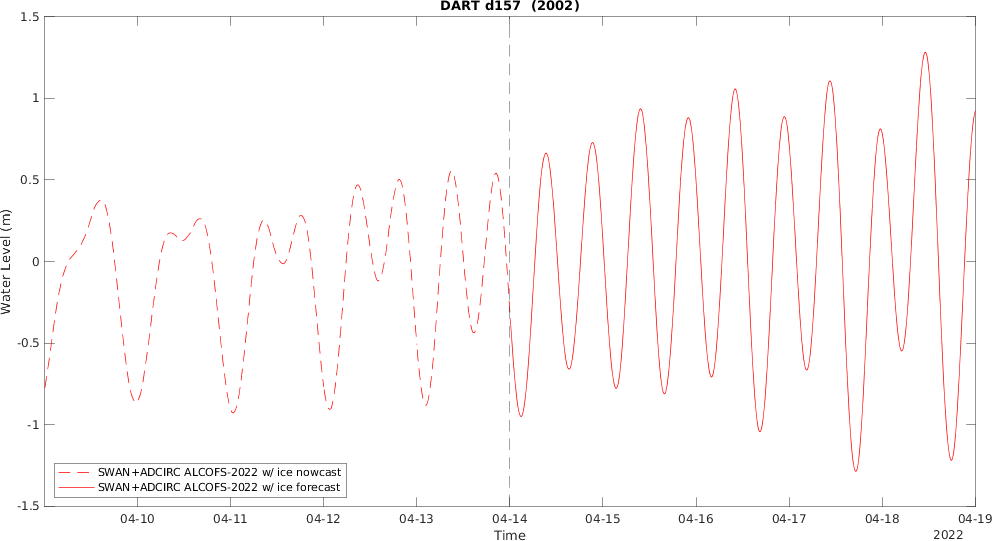 DART d157 (2002)
1.5
1
0.5
0
-0.5
-1
-1.5
Water Level (m)
SWAN+ADCIRC ALCOFS-2022 w/ ice nowcast
SWAN+ADCIRC ALCOFS-2022 w/ ice forecast
04-10 04-11 04-12 04-13 04-14 04-15 04-16 04-17 04-18 04-19
Time
2022